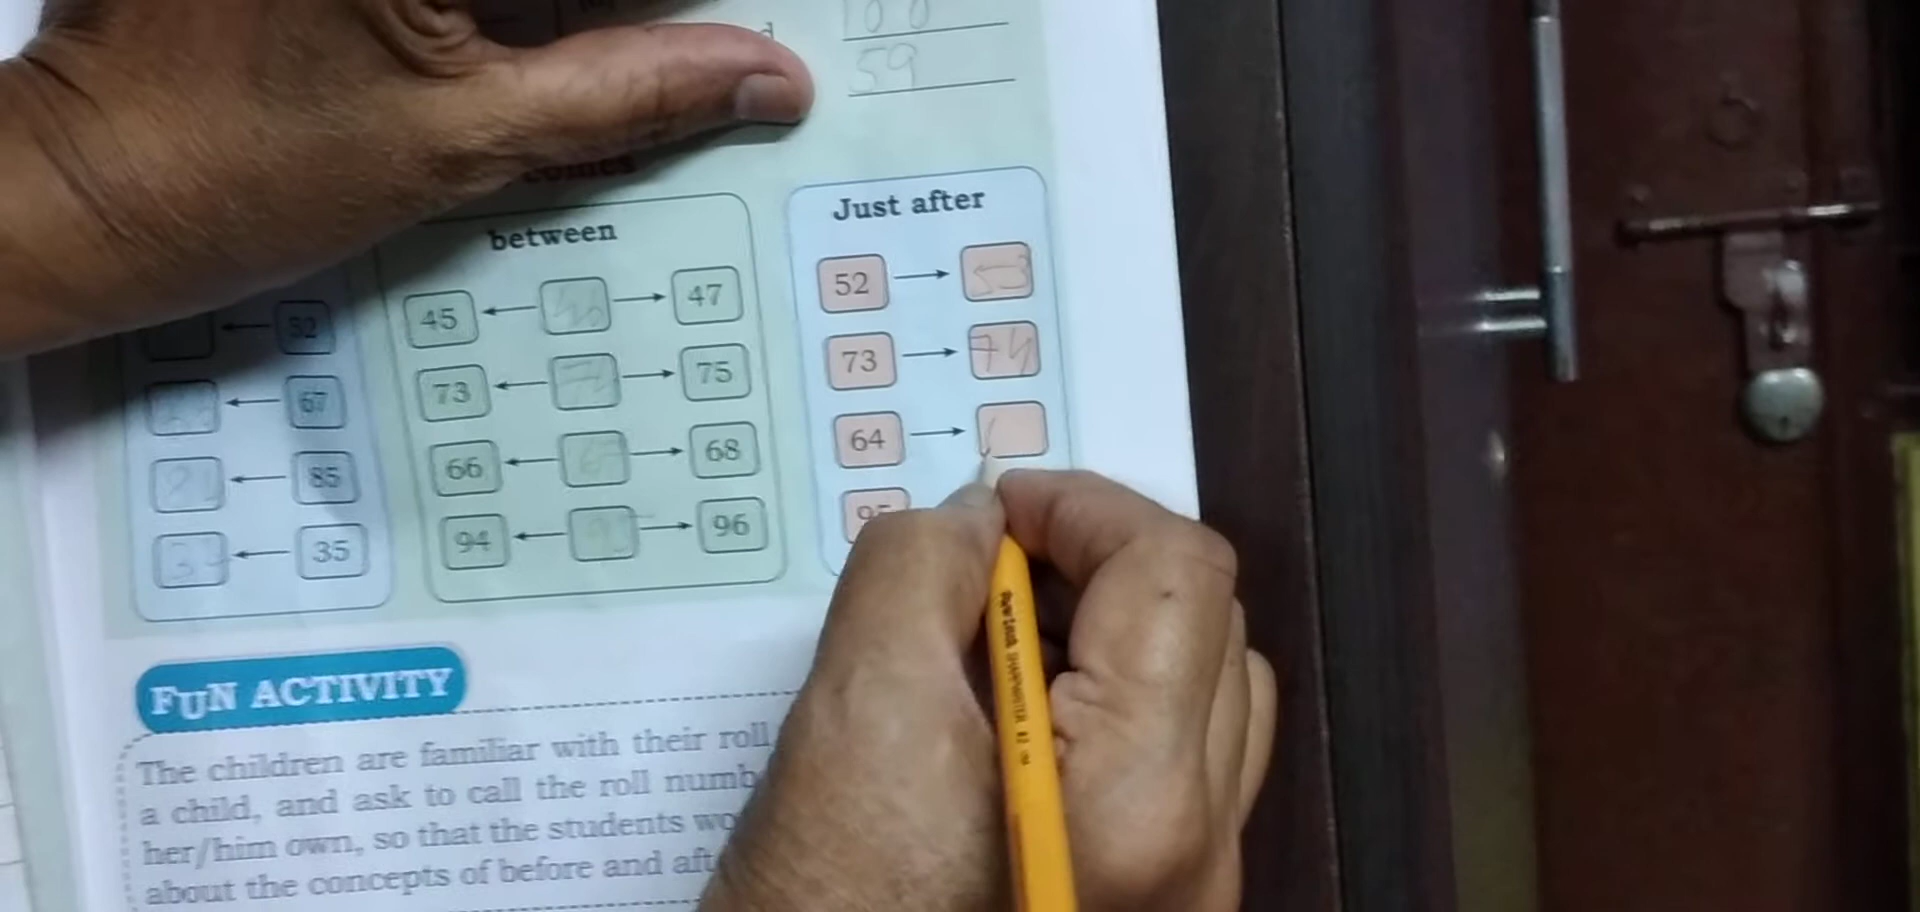 100
59
comes
between
Just after
52
45 46 47
52 53
67
73 74 75
73 74
85
66 67 68
64
35
94 95 96
FUN ACTIVITY
The children are familiar with their roll
a child, and ask to call the roll numb
her/him own, so that the students wo
about the concepts of before and aft